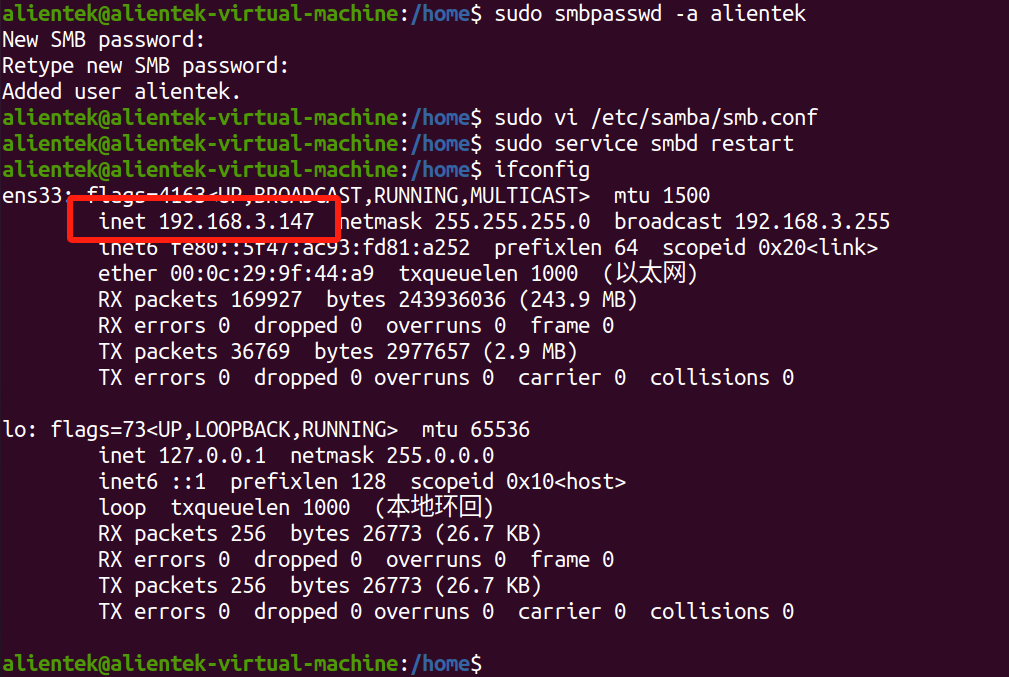 alientek@alientek-virtual-machine:/home$ sudo smbpasswd -a alientek
New SMB password:
Retype new SMB password:
Added user alientek.
alientek@alientek-virtual-machine:/home$ sudo vi /etc/samba/smb.conf
alientek@alientek-virtual-machine:/home$ sudo service smbd restart
alientek@alientek-virtual-machine:/home$ ifconfig
ens33: flags=4163<UP,BROADCAST,RUNNING,MULTICAST>  mtu 1500
        inet 192.168.3.147  netmask 255.255.255.0  broadcast 192.168.3.255
        inet6 fe80::5f47:ac93:fd81:a252  prefixlen 64  scopeid 0x20<link>
        ether 00:0c:29:9f:44:a9  txqueuelen 1000  (以太网)
        RX packets 169927  bytes 243936036 (243.9 MB)
        RX errors 0  dropped 0  overruns 0  frame 0
        TX packets 36769  bytes 2977657 (2.9 MB)
        TX errors 0  dropped 0 overruns 0  carrier 0  collisions 0

lo: flags=73<UP,LOOPBACK,RUNNING>  mtu 65536
        inet 127.0.0.1  netmask 255.0.0.0
        inet6 ::1  prefixlen 128  scopeid 0x10<host>
        loop  txqueuelen 1000  (本地环回)
        RX packets 256  bytes 26773 (26.7 KB)
        RX errors 0  dropped 0  overruns 0  frame 0
        TX packets 256  bytes 26773 (26.7 KB)
        TX errors 0  dropped 0 overruns 0  carrier 0  collisions 0

alientek@alientek-virtual-machine:/home$